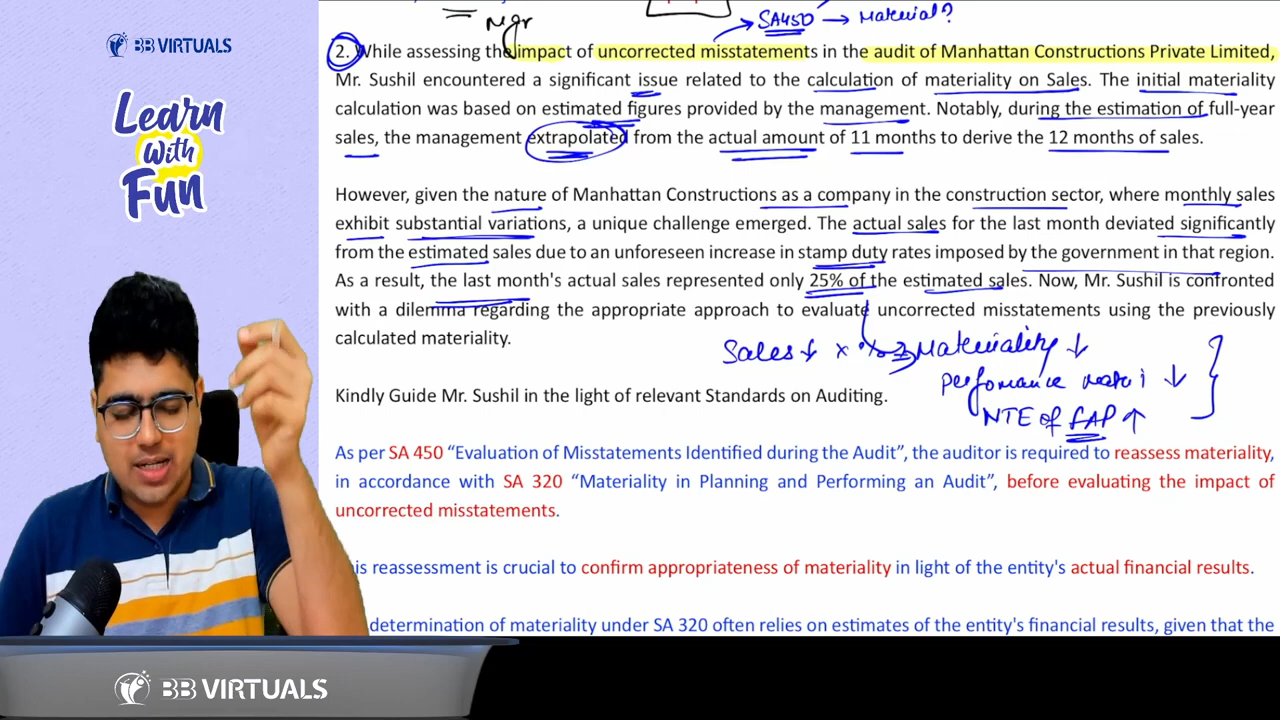 BB VIRTUALS
Learn
With
Fun
Mgr
SA450 → Material?
2. While assessing the impact of uncorrected misstatements in the audit of Manhattan Constructions Private Limited,
Mr. Sushil encountered a significant issue related to the calculation of materiality on Sales. The initial materiality
calculation was based on estimated figures provided by the management. Notably, during the estimation of full-year
sales, the management extrapolated from the actual amount of 11 months to derive the 12 months of sales.
However, given the nature of Manhattan Constructions as a company in the construction sector, where monthly sales
exhibit substantial variations, a unique challenge emerged. The actual sales for the last month deviated significantly
from the estimated sales due to an unforeseen increase in stamp duty rates imposed by the government in that region.
As a result, the last month's actual sales represented only 25% of the estimated sales. Now, Mr. Sushil is confronted
with a dilemma regarding the appropriate approach to evaluate uncorrected misstatements using the previously
calculated materiality.
Sales ↓ × % Materiality ↓
Perfomance materi ↓
NTE of FAP ↑
Kindly Guide Mr. Sushil in the light of relevant Standards on Auditing.
As per SA 450 “Evaluation of Misstatements Identified during the Audit”, the auditor is required to reassess materiality,
in accordance with SA 320 “Materiality in Planning and Performing an Audit”, before evaluating the impact of
uncorrected misstatements.
is reassessment is crucial to confirm appropriateness of materiality in light of the entity's actual financial results.
determination of materiality under SA 320 often relies on estimates of the entity's financial results, given that the
BB VIRTUALS